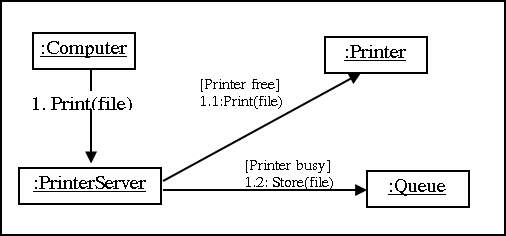 :Computer
:Printer
[Printer free]
1.1:Print(file)
1. Print(file)
[Printer busy]
1.2: Store(file)
:PrinterServer
:Queue